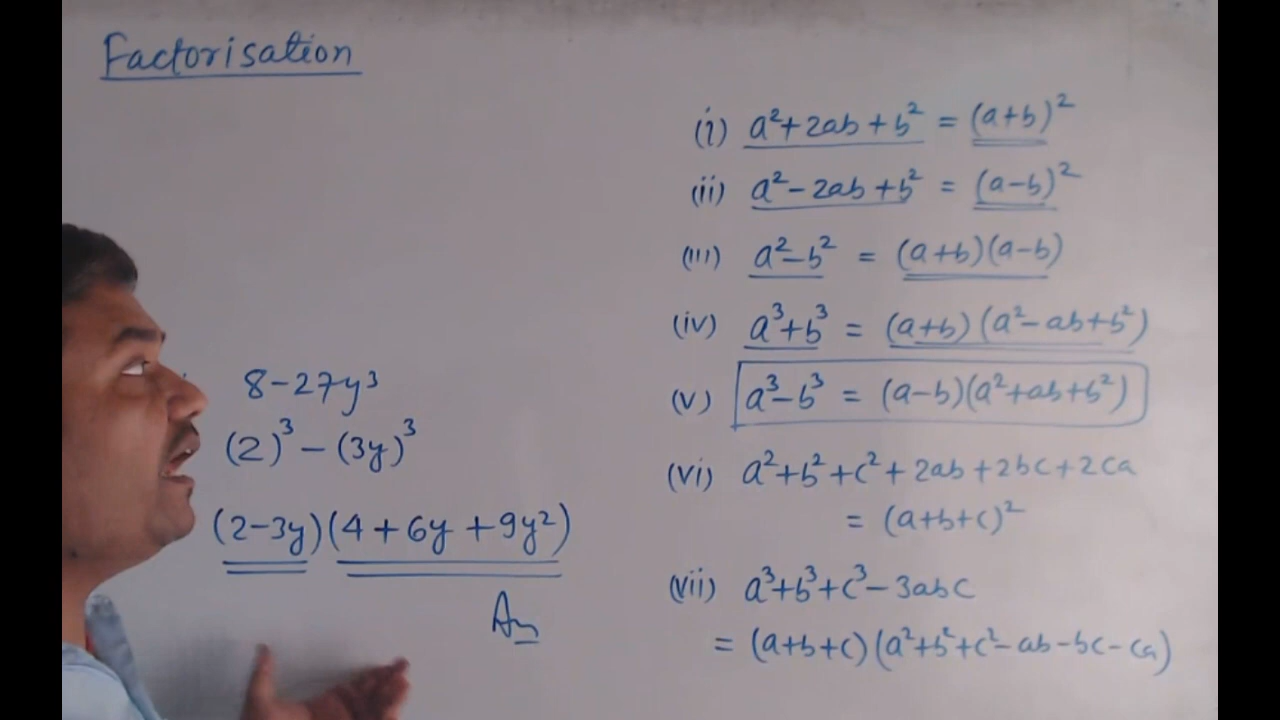 Factorisation
8-27y³
(2)³ - (3y)³
(2-3y)(4+6y+9y²)
Ans
(i) a²+2ab+b² = (a+b)²
(ii) a²-2ab+b² = (a-b)²
(iii) a²-b² = (a+b)(a-b)
(iv) a³+b³ = (a+b)(a²-ab+b²)
(v) a³-b³ = (a-b)(a²+ab+b²)
(vi) a²+b²+c²+2ab+2bc+2ca
= (a+b+c)²
(vii) a³+b³+c³-3abc
= (a+b+c)(a²+b²+c²-ab-bc-ca)